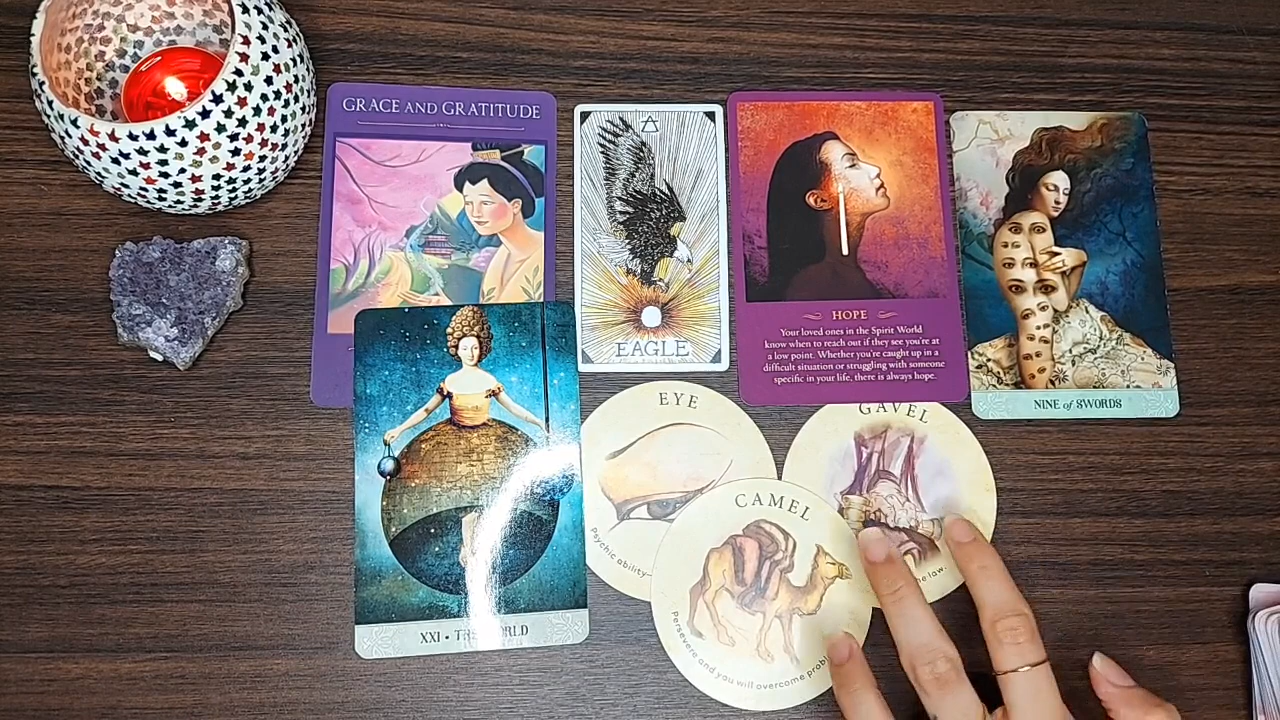 GRACE AND GRATITUDE
EAGLE
HOPE
Your loved ones in the Spirit World
know when to reach out if they see you're at
a low point. Whether you're caught up in a
difficult situation or struggling with someone
specific in your life, there is always hope.
NINE of SWORDS
XXI • THE WORLD
EYE
Psychic ability—
GAVEL
the law.
CAMEL
Persevere and you will overcome